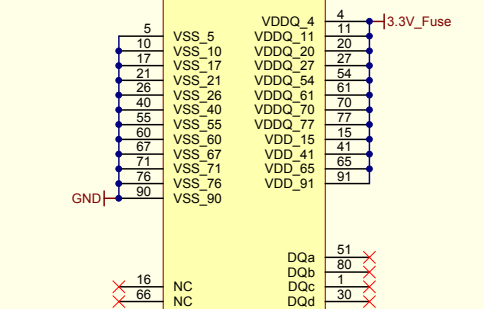 VDDQ_4 4 3.3V_Fuse
5 VSS_5 VDDQ_11 11
10 VSS_10 VDDQ_20 20
17 VSS_17 VDDQ_27 27
21 VSS_21 VDDQ_54 54
26 VSS_26 VDDQ_61 61
40 VSS_40 VDDQ_70 70
55 VSS_55 VDDQ_77 77
60 VSS_60 VDD_15 15
67 VSS_67 VDD_41 41
71 VSS_71 VDD_65 65
76 VSS_76 VDD_91 91
GND 90 VSS_90
DQa 51
DQb 80
16 NC DQc 1
66 NC DQd 30